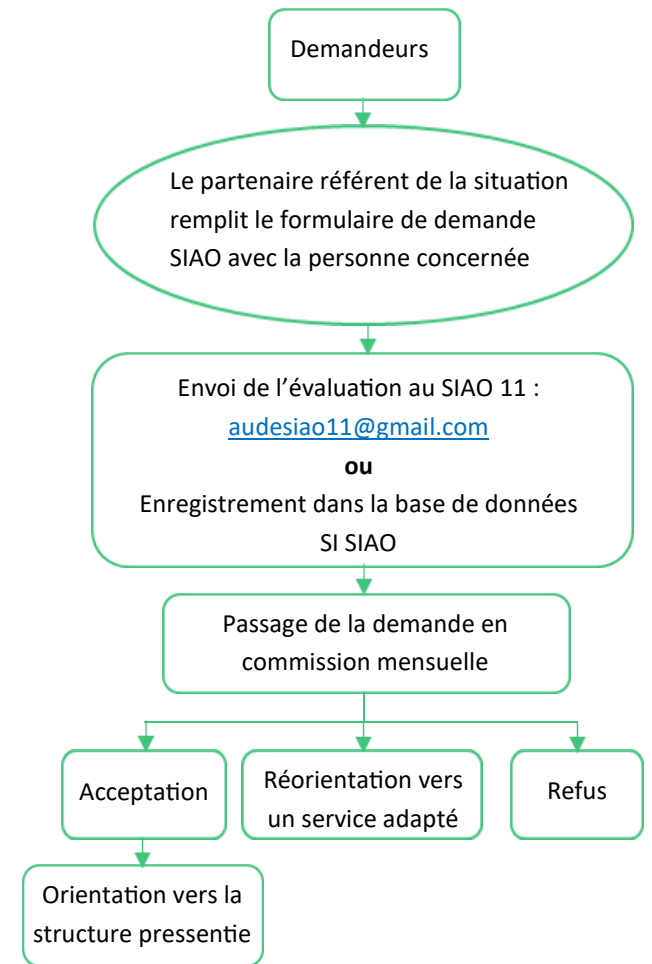 Demandeurs
Le partenaire référent de la situation
remplit le formulaire de demande
SIAO avec la personne concernée
Envoi de l’évaluation au SIAO 11 :
audesiao11@gmail.com
ou
Enregistrement dans la base de données
SI SIAO
Passage de la demande en
commission mensuelle
Acceptation
Réorientation vers
un service adapté
Refus
Orientation vers la
structure pressentie